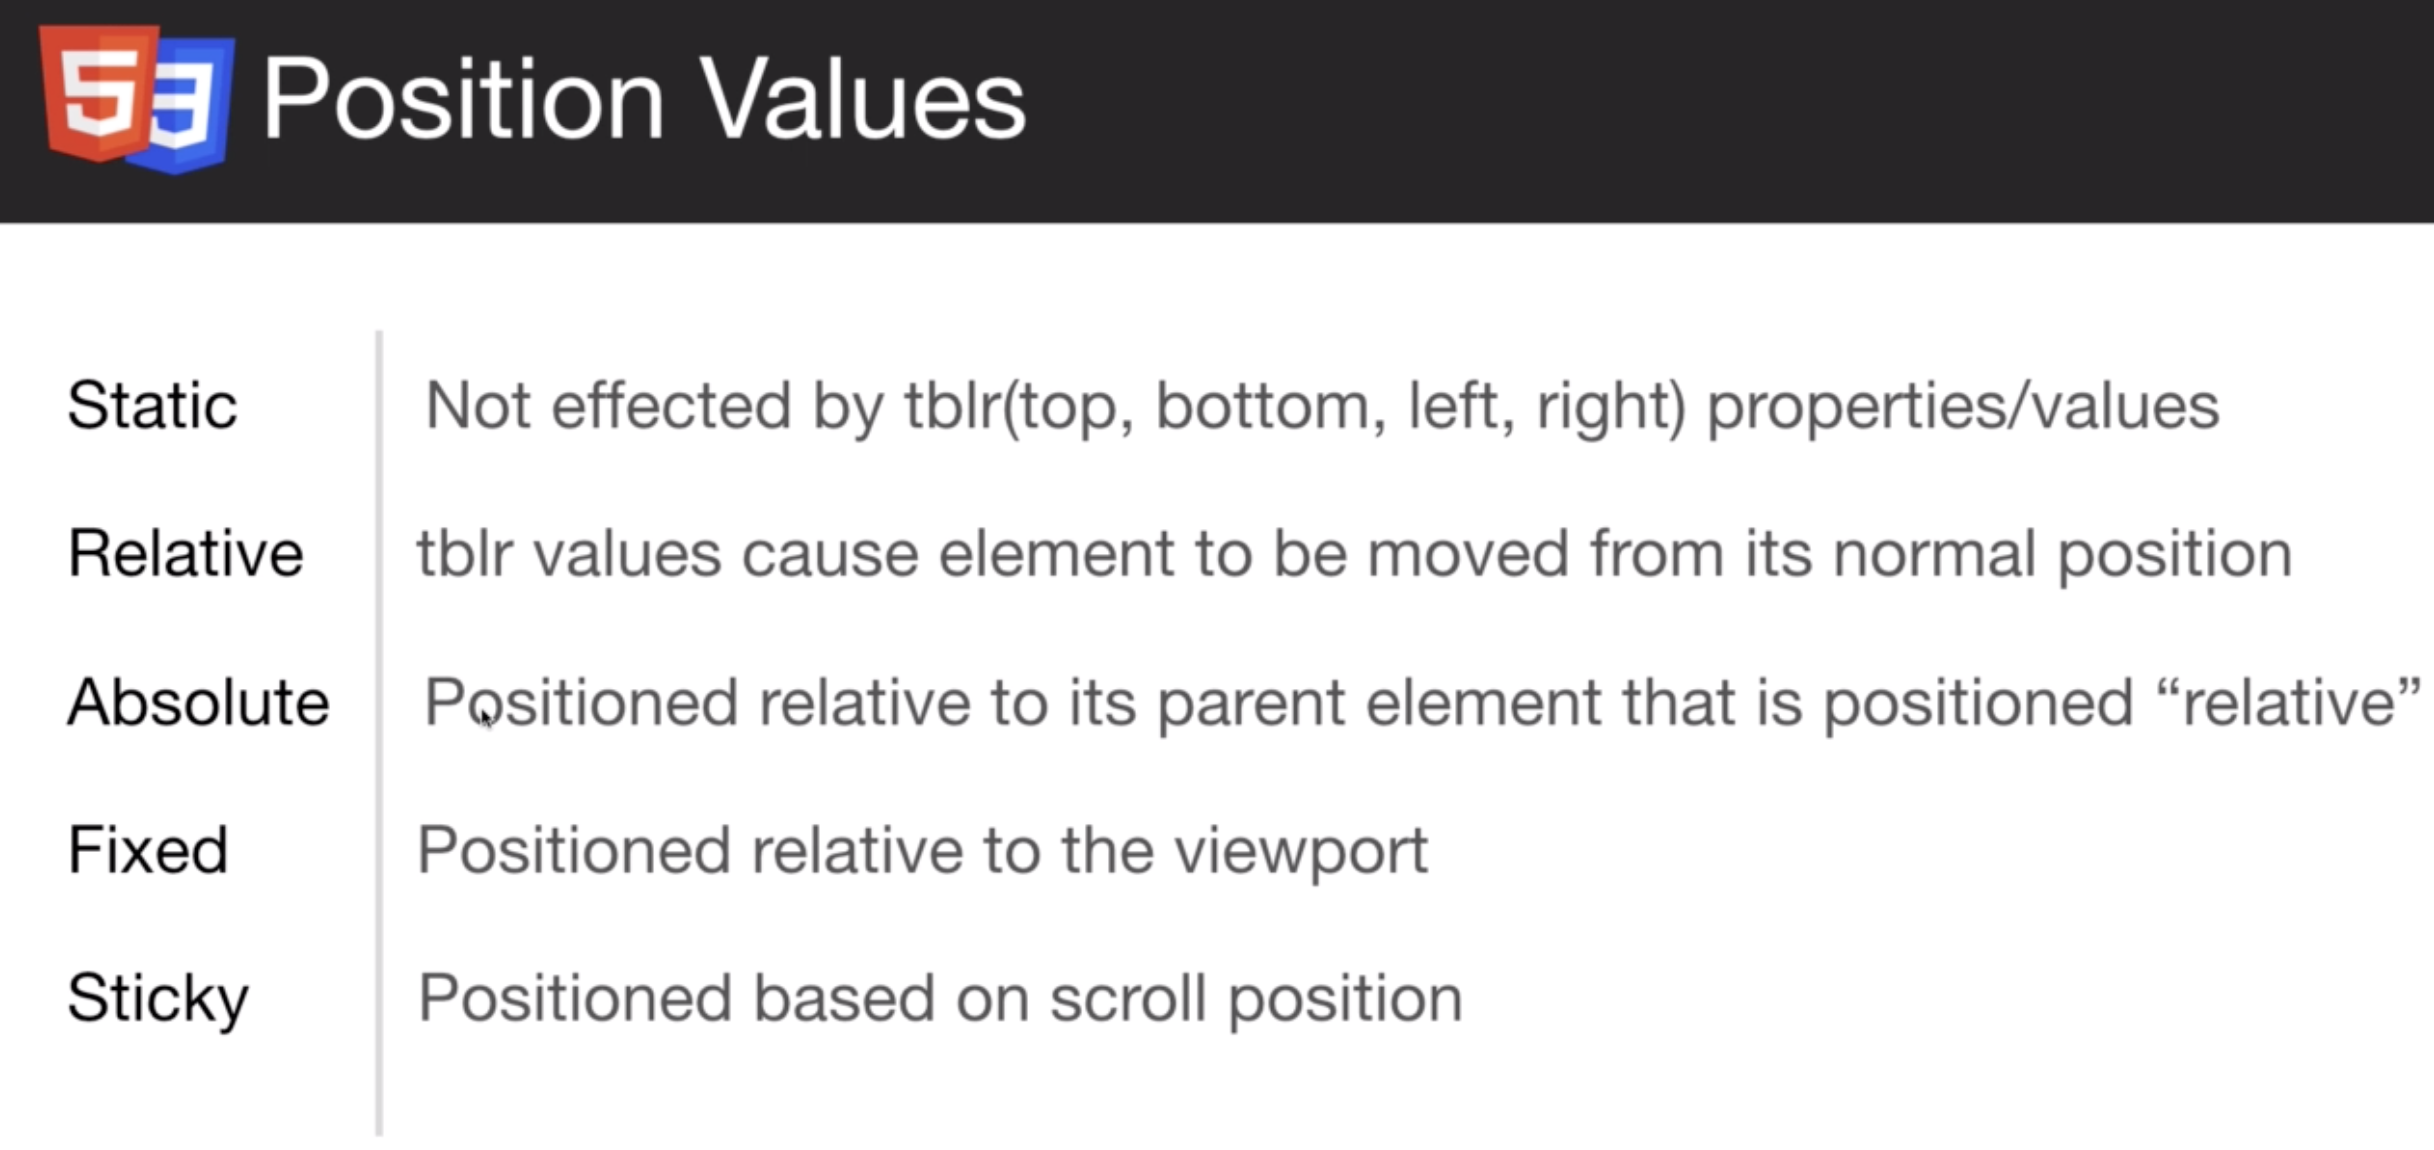 Position Values
Static Not effected by tblr(top, bottom, left, right) properties/values
Relative tblr values cause element to be moved from its normal position
Absolute Positioned relative to its parent element that is positioned “relative”
Fixed Positioned relative to the viewport
Sticky Positioned based on scroll position